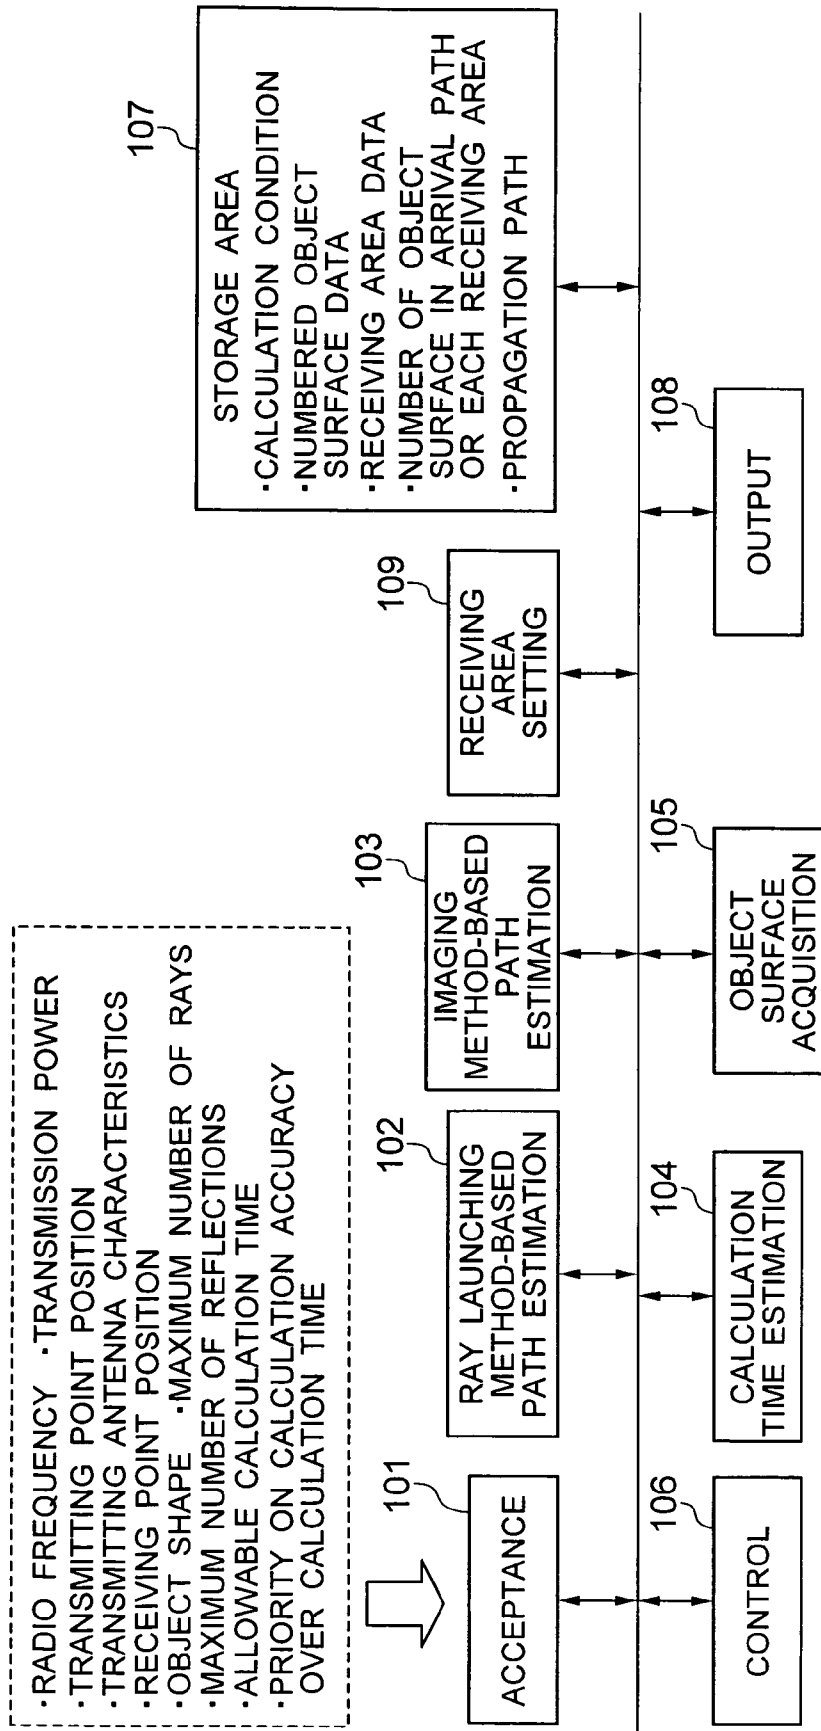 ·RADIO FREQUENCY ·TRANSMISSION POWER
·TRANSMITTING POINT POSITION
·TRANSMITTING ANTENNA CHARACTERISTICS
·RECEIVING POINT POSITION
·OBJECT SHAPE ·MAXIMUM NUMBER OF RAYS
·MAXIMUM NUMBER OF REFLECTIONS
·ALLOWABLE CALCULATION TIME
·PRIORITY ON CALCULATION ACCURACY
OVER CALCULATION TIME
101
ACCEPTANCE
102
RAY LAUNCHING
METHOD-BASED
PATH ESTIMATION
103
IMAGING
METHOD-BASED
PATH
ESTIMATION
109
RECEIVING
AREA
SETTING
107
STORAGE AREA
·CALCULATION CONDITION
·NUMBERED OBJECT
SURFACE DATA
·RECEIVING AREA DATA
·NUMBER OF OBJECT
SURFACE IN ARRIVAL PATH
OR EACH RECEIVING AREA
·PROPAGATION PATH
106
CONTROL
104
CALCULATION
TIME ESTIMATION
105
OBJECT
SURFACE
ACQUISITION
108
OUTPUT